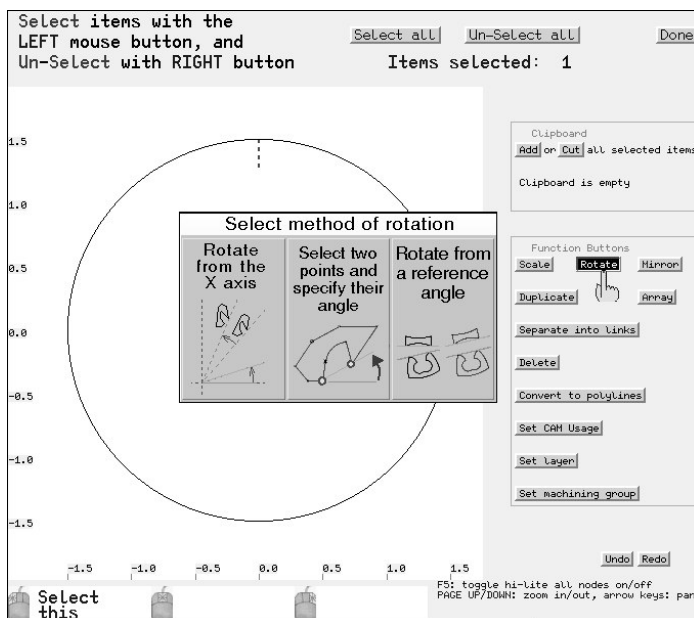 Select items with the
LEFT mouse button, and
Un-Select with RIGHT button
Select all
Un-Select all
Done
Items selected: 1
Clipboard
Add or Cut all selected items
Clipboard is empty
Select method of rotation
Rotate
from the
X axis
Select two
points and
specify their
angle
Rotate from
a reference
angle
Function Buttons
Scale
Rotate
Mirror
Duplicate
Array
Separate into links
Delete
Convert to polylines
Set CAM Usage
Set layer
Set machining group
Undo
Redo
1.5
1.0
0.5
0.0
-0.5
-1.0
-1.5
-1.5 -1.0 -0.5 0.0 0.5 1.0 1.5
Select
this
F5: toggle hi-lite all nodes on/off
PAGE UP/DOWN: zoom in/out, arrow keys: pan